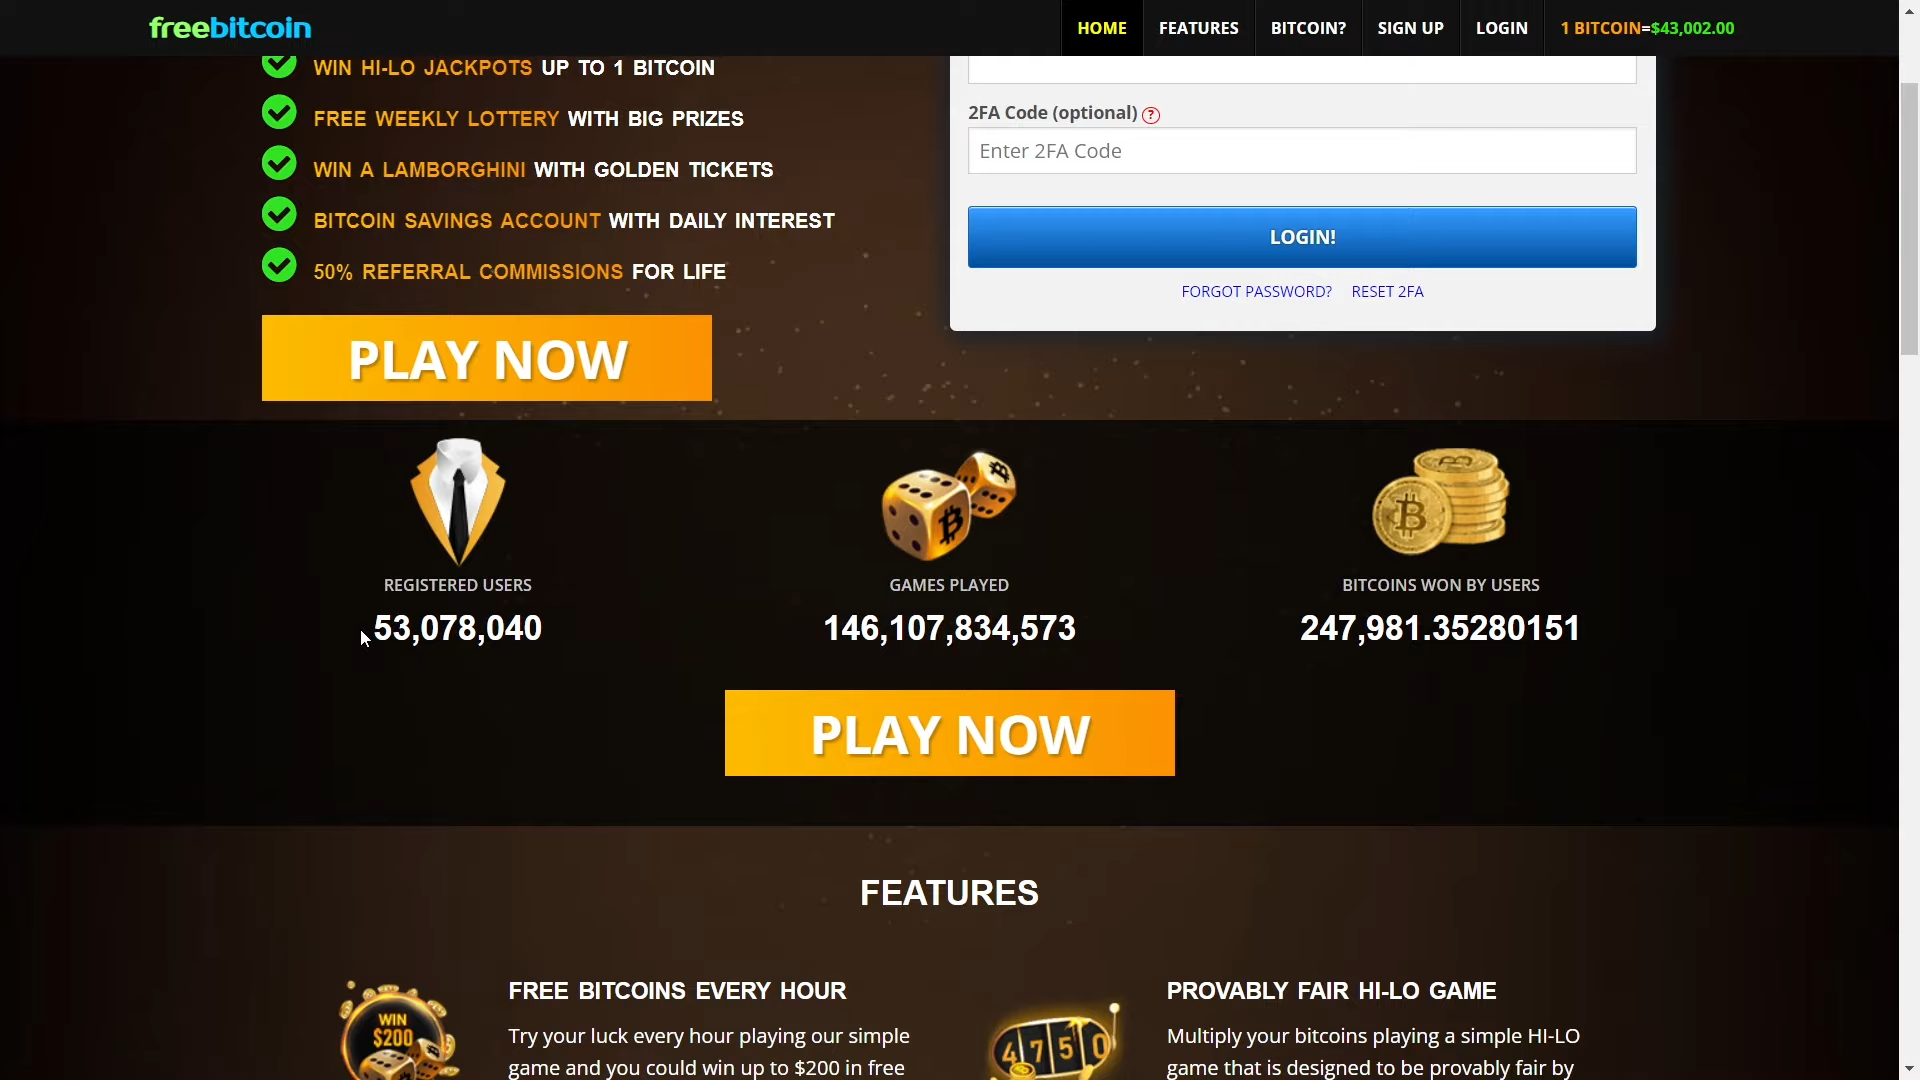 freebitcoin
HOME
FEATURES
BITCOIN?
SIGN UP
LOGIN
1 BITCOIN=$43,002.00
WIN HI-LO JACKPOTS UP TO 1 BITCOIN
FREE WEEKLY LOTTERY WITH BIG PRIZES
WIN A LAMBORGHINI WITH GOLDEN TICKETS
BITCOIN SAVINGS ACCOUNT WITH DAILY INTEREST
50% REFERRAL COMMISSIONS FOR LIFE
PLAY NOW
2FA Code (optional) ?
Enter 2FA Code
LOGIN!
FORGOT PASSWORD? RESET 2FA
REGISTERED USERS
53,078,040
GAMES PLAYED
146,107,834,573
BITCOINS WON BY USERS
247,981.35280151
PLAY NOW
FEATURES
WIN
$200
FREE BITCOINS EVERY HOUR
Try your luck every hour playing our simple
game and you could win up to $200 in free
4750
PROVABLY FAIR HI-LO GAME
Multiply your bitcoins playing a simple HI-LO
game that is designed to be provably fair by